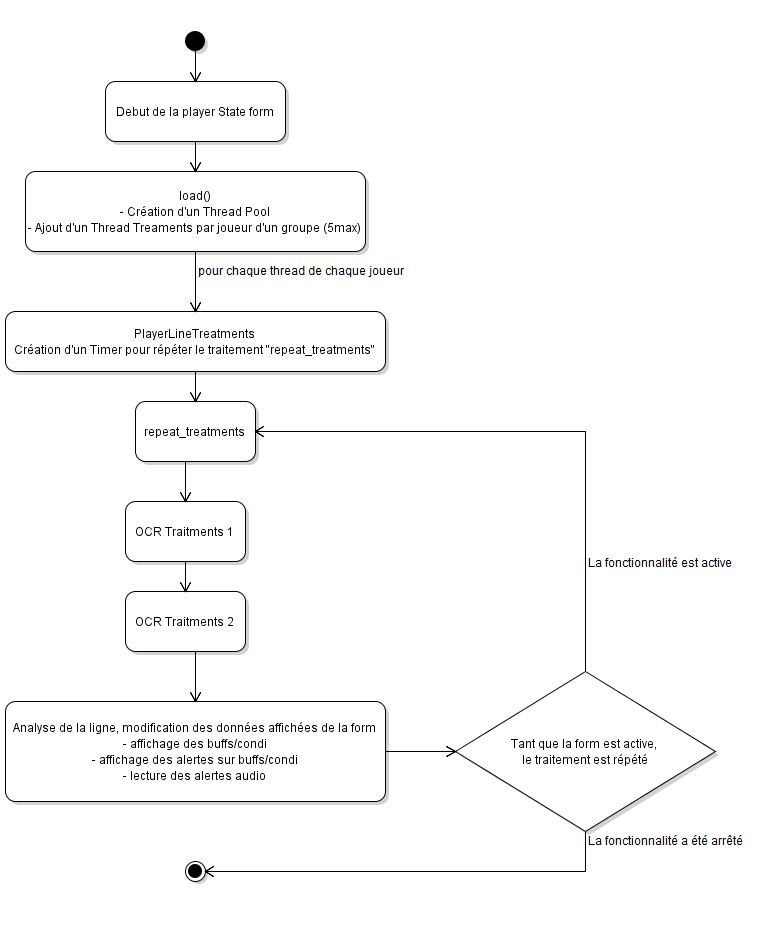 Debut de la player State form
load()
- Création d'un Thread Pool
- Ajout d'un Thread Treaments par joueur d'un groupe (5max)
pour chaque thread de chaque joueur
PlayerLineTreatments
Création d'un Timer pour répéter le traitement "repeat_treatments"
repeat_treatments
OCR Traitments 1
OCR Traitments 2
Analyse de la ligne, modification des données affichées de la form
- affichage des buffs/condi
- affichage des alertes sur buffs/condi
- lecture des alertes audio
Tant que la form est active,
le traitement est répété
La fonctionnalité est active
La fonctionnalité a été arrêté